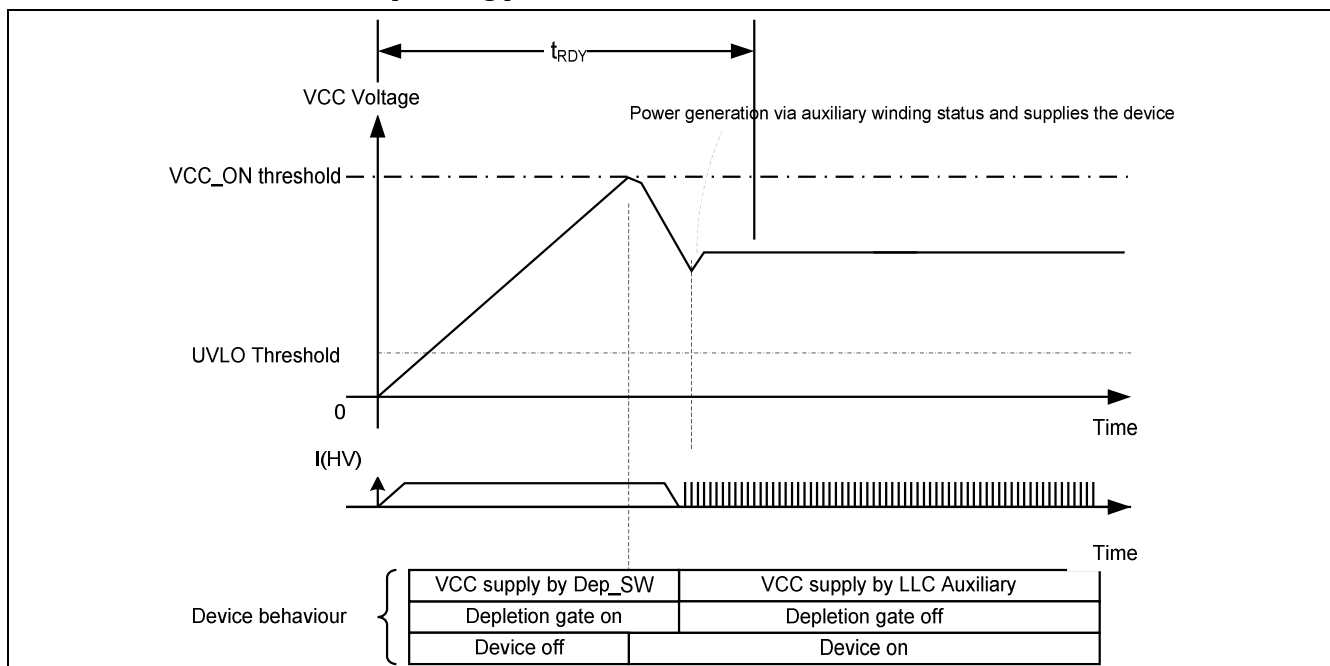 tRDY
VCC Voltage
Power generation via auxiliary winding status and supplies the device
VCC_ON threshold
UVLO Threshold
0
Time
I(HV)
Time
VCC supply by Dep_SW
VCC supply by LLC Auxiliary
Device behaviour
Depletion gate on
Depletion gate off
Device off
Device on